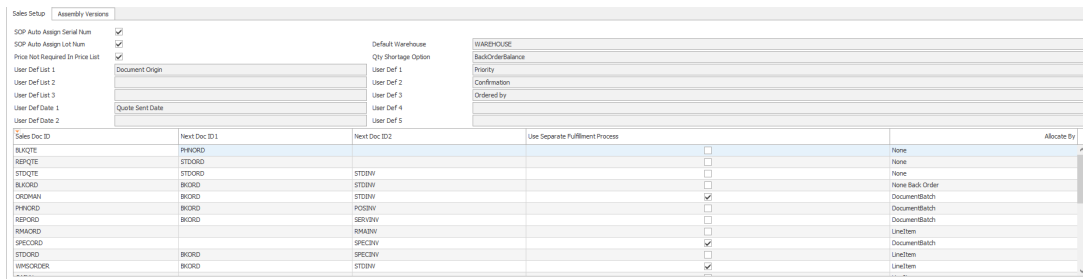 Sales Setup Assembly Versions
SOP Auto Assign Serial Num
SOP Auto Assign Lot Num Default Warehouse WAREHOUSE
Price Not Required In Price List Qty Shortage Option BackOrderBalance
User Def List 1 Document Origin User Def 1 Priority
User Def List 2 User Def 2 Confirmation
User Def List 3 User Def 3 Ordered by
User Def Date 1 Quote Sent Date User Def 4
User Def Date 2 User Def 5
Sales Doc ID Next Doc ID1 Next Doc ID2 Use Separate Fulfillment Process Allocate By
BLKQTE PHNORD None
REPQTE STDORD None
STDQTE STDORD STDINV None
BLKORD BKORD STDINV None Back Order
ORDMAN BKORD STDINV DocumentBatch
PHNORD BKORD POSINV DocumentBatch
REPORD BKORD SERVINV DocumentBatch
RMAORD RMAINV LineItem
SPECORD SPECINV DocumentBatch
STDORD BKORD SPECINV LineItem
WMSORDER BKORD STDINV LineItem